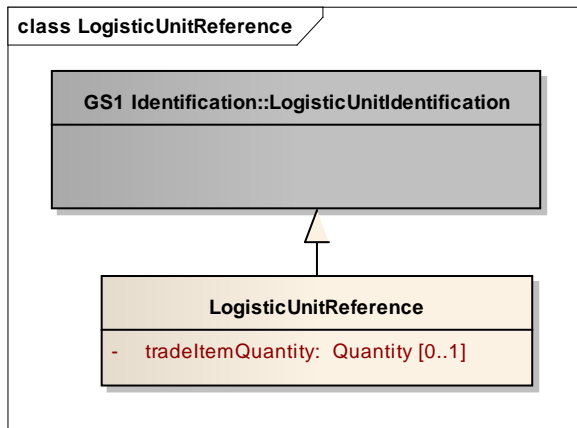 class LogisticUnitReference
GS1 Identification::LogisticUnitIdentification
LogisticUnitReference
- tradeItemQuantity: Quantity [0..1]